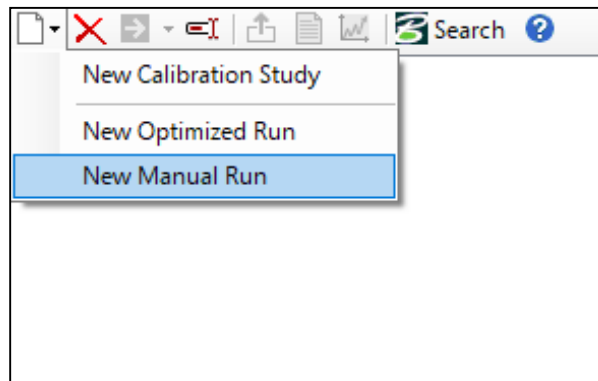 Search
New Calibration Study
New Optimized Run
New Manual Run